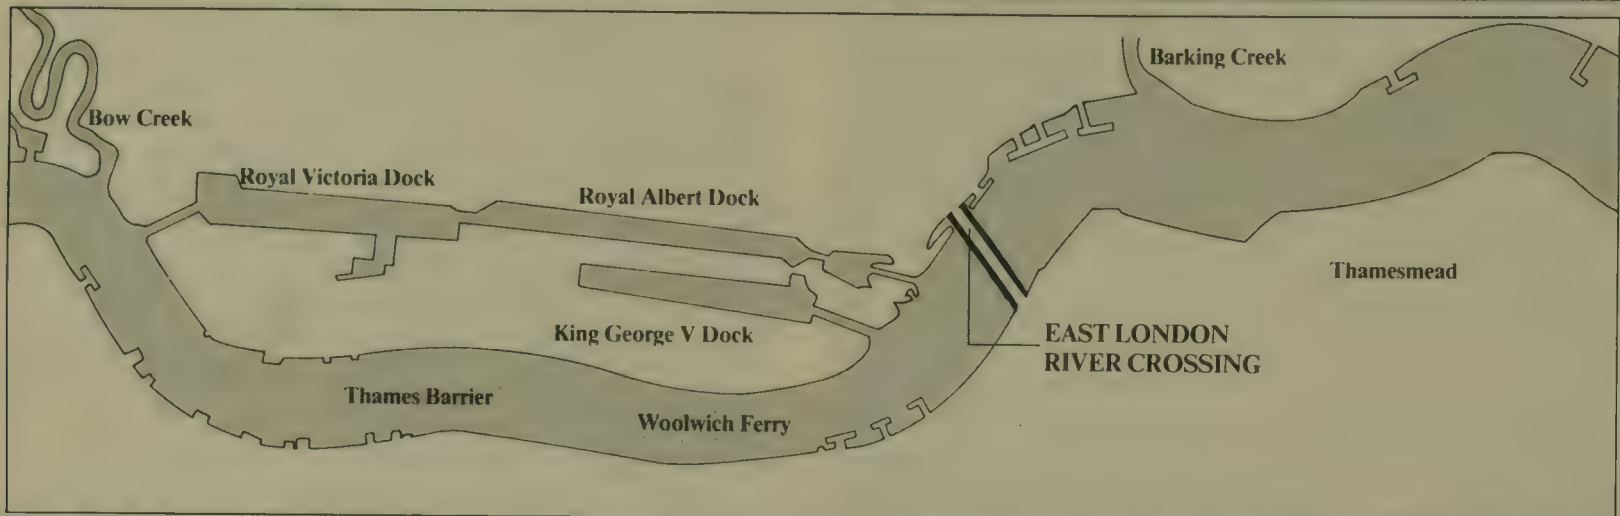 Barking Creek
Bow Creek
Royal Victoria Dock
Royal Albert Dock
Thamesmead
King George V Dock
EAST LONDON
RIVER CROSSING
Thames Barrier
Woolwich Ferry